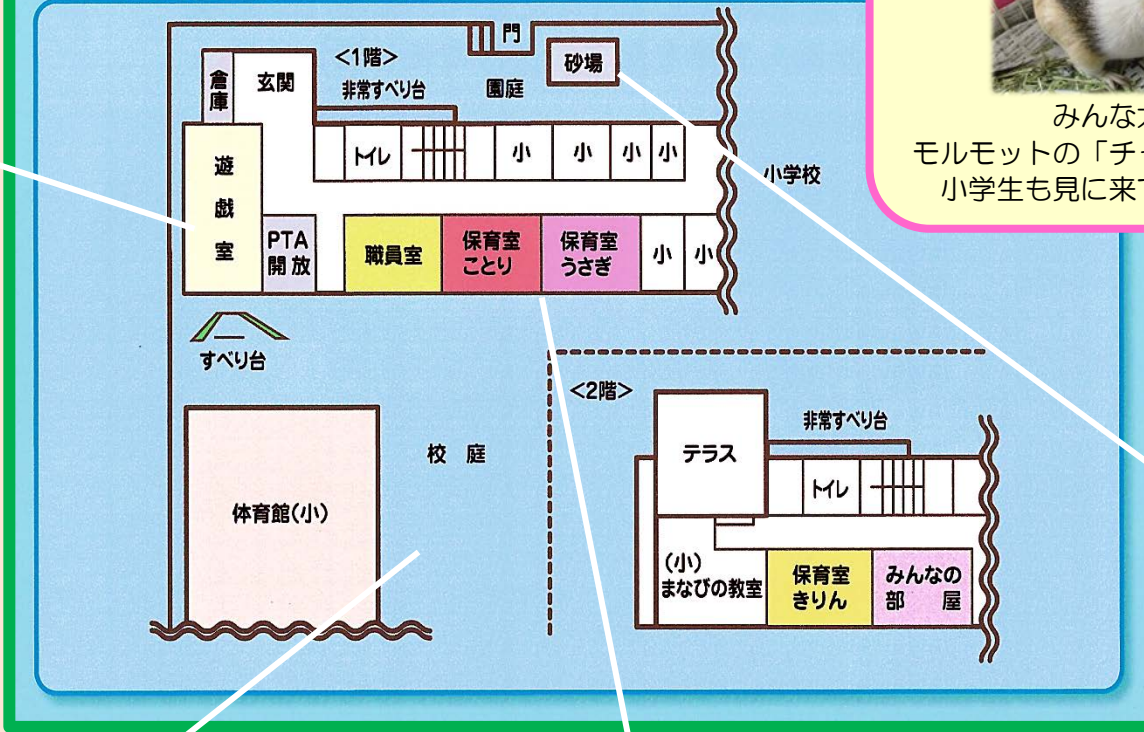 門
<1階>
非常すべり台
園庭
砂場
倉庫
玄関
トイレ
小
小
小
小
小学校
遊戯室
PTA
開放
職員室
保育室
ことり
保育室
うさぎ
小
小
すべり台
校 庭
体育館(小)
<2階>
テラス
非常すべり台
トイレ
(小)
まなびの教室
保育室
きりん
みんなの
部 屋
みんな
モルモットの「チ
小学生も見に来